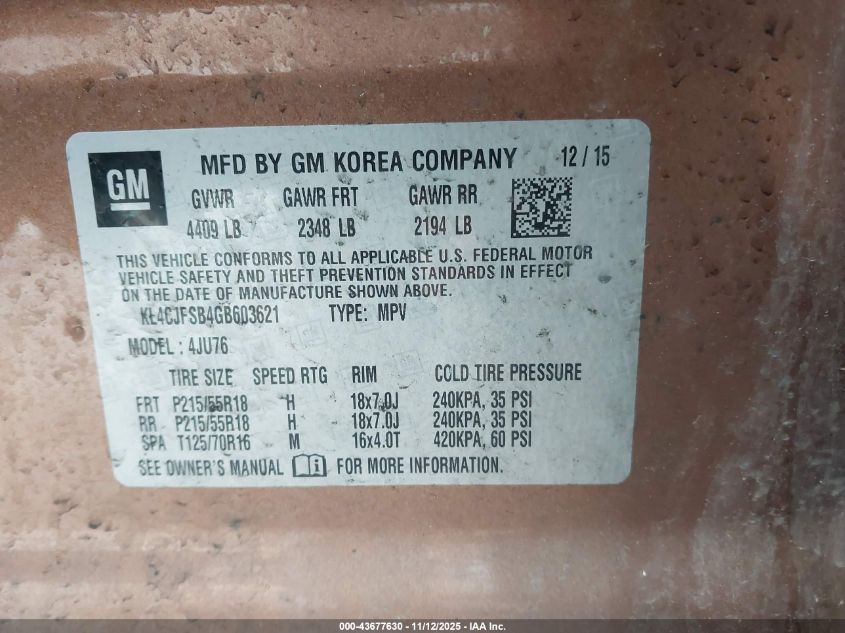 GM
MFD BY GM KOREA COMPANY 12 / 15
GVWR GAWR FRT GAWR RR
4409 LB 2348 LB 2194 LB
THIS VEHICLE CONFORMS TO ALL APPLICABLE U.S. FEDERAL MOTOR
VEHICLE SAFETY AND THEFT PREVENTION STANDARDS IN EFFECT
ON THE DATE OF MANUFACTURE SHOWN ABOVE.
KL4CJFSB4GB603621 TYPE: MPV
MODEL : 4JU76
TIRE SIZE SPEED RTG RIM COLD TIRE PRESSURE
FRT P215/55R18 H 18x7.0J 240KPA, 35 PSI
RR P215/55R18 H 18x7.0J 240KPA, 35 PSI
SPA T125/70R16 M 16x4.0T 420KPA, 60 PSI
SEE OWNER'S MANUAL FOR MORE INFORMATION.
000-43677630 - 11/12/2025 - IAA Inc.